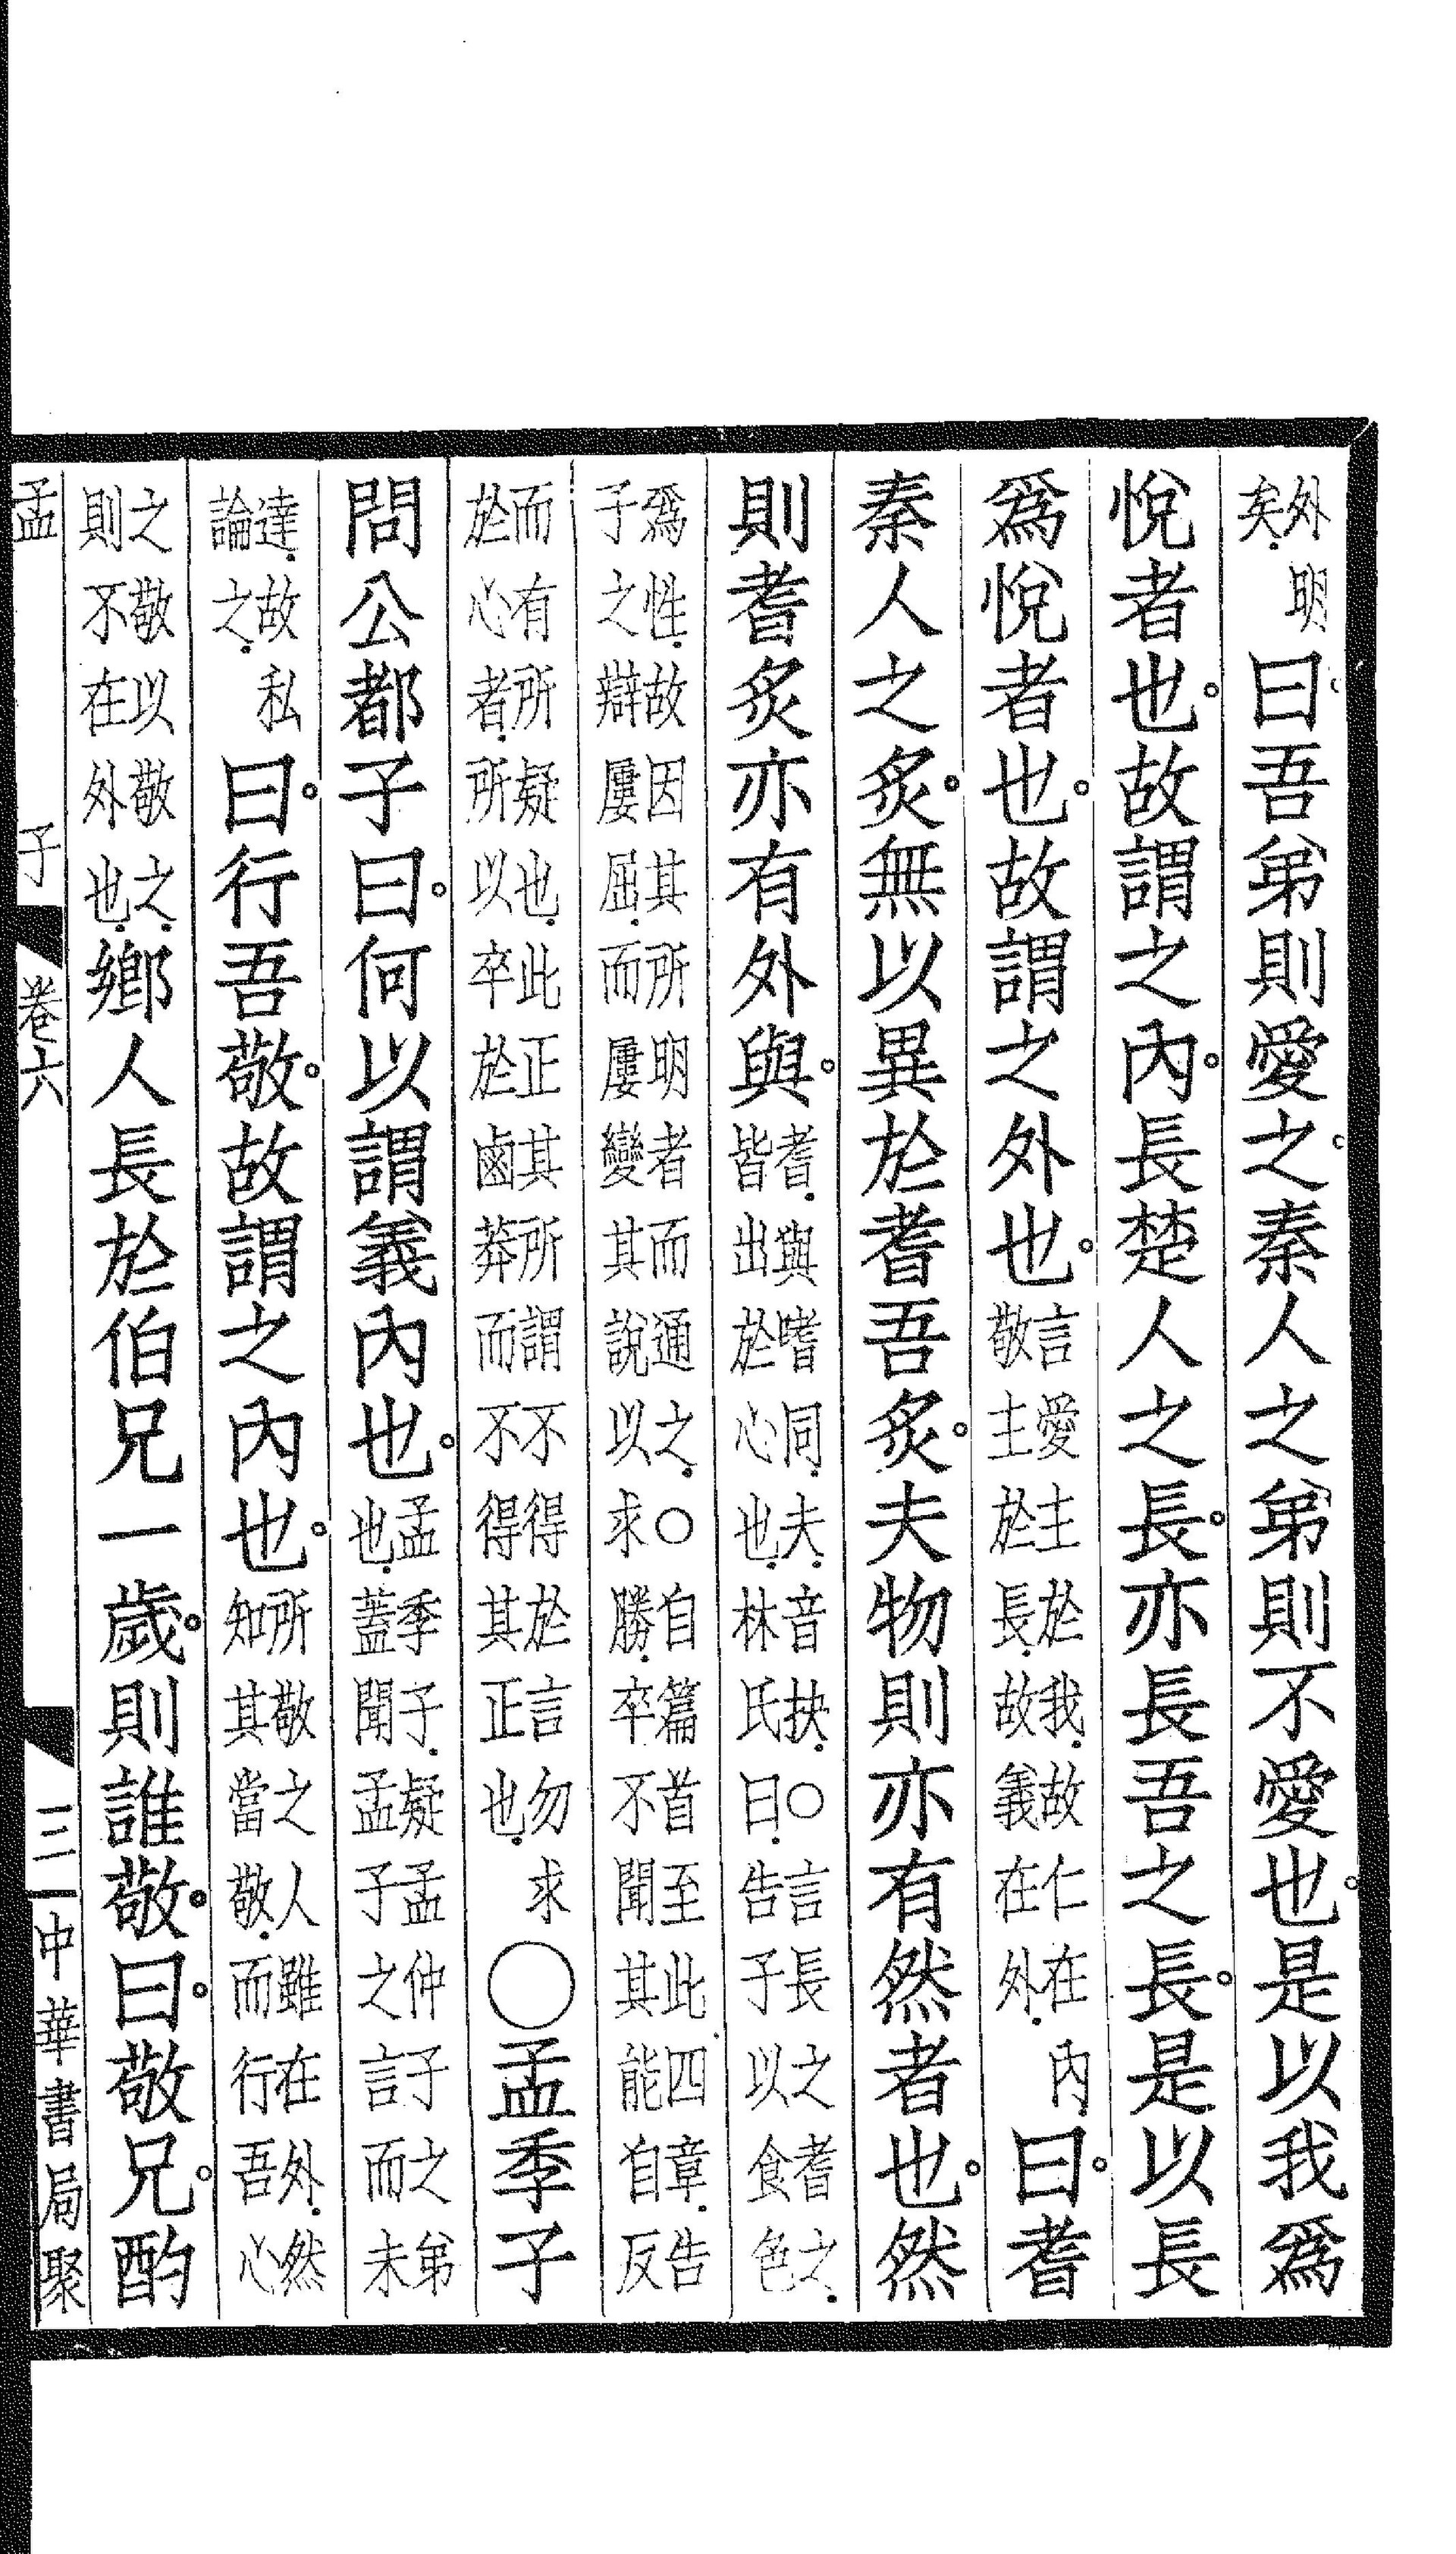 外明矣.曰。吾弟則愛之。秦人之弟則不愛也。是以我爲
悅者也。故謂之內。長楚人之長。亦長吾之長。是以長
爲悅者也。故謂之外也。言愛主於我.故仁在內.敬主於長.故義在外.曰。耆
秦人之炙。無以異於耆吾炙。夫物則亦有然者也。然
則耆炙亦有外與。耆.與嗜同.夫.音抉.○言長之耆之.皆出於心也.林氏曰.告子以食色
爲性.故因其所明者而通之.○自篇首至此四章.告子之辯屢屈.而屢變其說以求勝.卒不聞其能自反
而有所疑也.此正其所謂不得於言勿求於心者.所以卒於鹵莽而不得其正也.○孟季子
問公都子曰。何以謂義內也。孟季子.疑孟仲子之弟也.蓋聞孟子之言而未
達.故私論之.曰。行吾敬。故謂之內也。所敬之人雖在外.然知其當敬.而行吾心
之敬以敬之.則不在外也.鄉人長於伯兄一歲。則誰敬。曰。敬兄。酌
孟子 卷六 三 中華書局聚